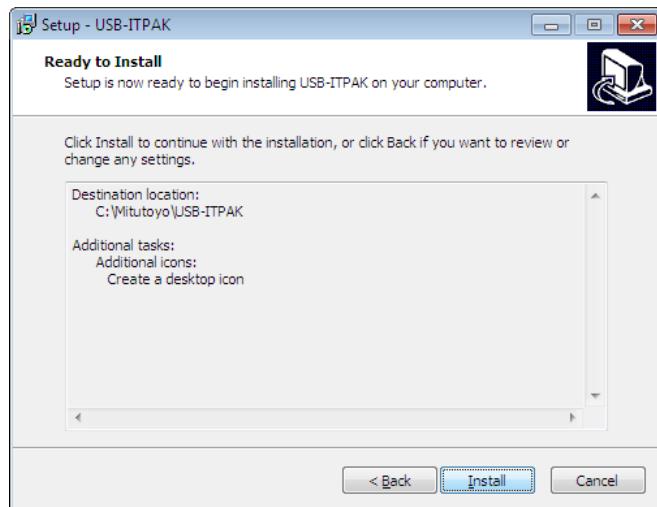 Setup - USB-ITPAK
Ready to Install
Setup is now ready to begin installing USB-ITPAK on your computer.
Click Install to continue with the installation, or click Back if you want to review or
change any settings.
Destination location:
C:\Mitutoyo\USB-ITPAK
Additional tasks:
Additional icons:
Create a desktop icon
< Back
Install
Cancel